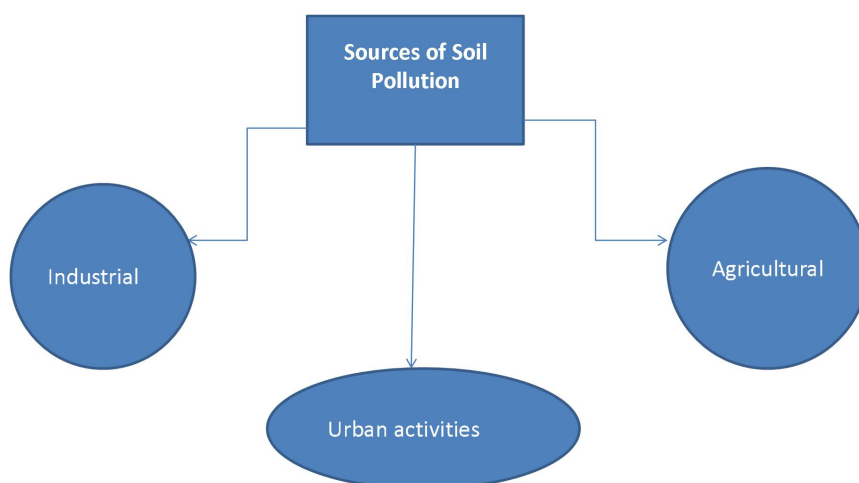 Sources of Soil
Pollution
Industrial
Agricultural
Urban activities